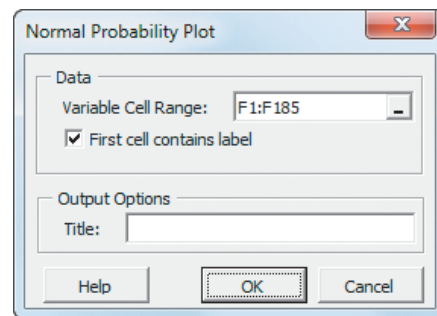 Normal Probability Plot
Data
Variable Cell Range: F1:F185
First cell contains label
Output Options
Title:
Help OK Cancel